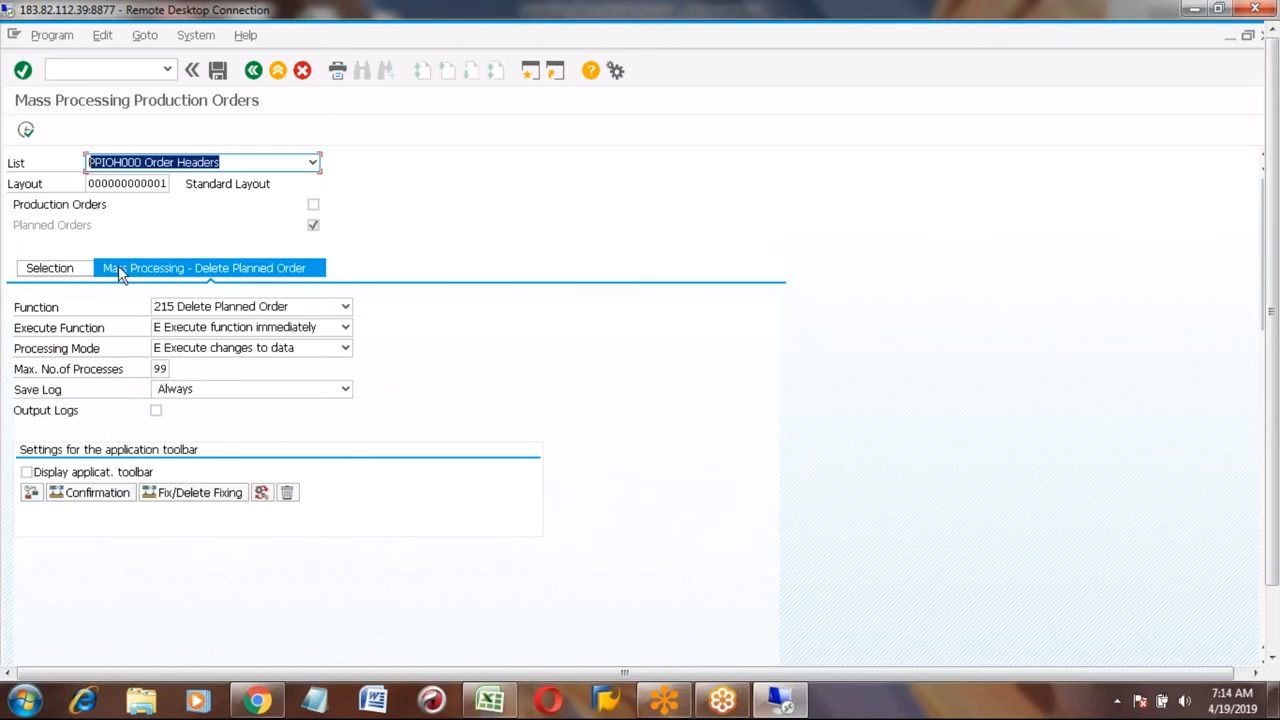 183.82.112.39:8877 - Remote Desktop Connection
Program Edit Goto System Help
Mass Processing Production Orders
List PPIOH000 Order Headers
Layout 000000000001 Standard Layout
Production Orders
Planned Orders
Selection Mass Processing - Delete Planned Order
Function 215 Delete Planned Order
Execute Function E Execute function immediately
Processing Mode E Execute changes to data
Max. No.of Processes 99
Save Log Always
Output Logs
Settings for the application toolbar
Display applicat. toolbar
Confirmation Fix/Delete Fixing
7:14 AM
4/19/2019